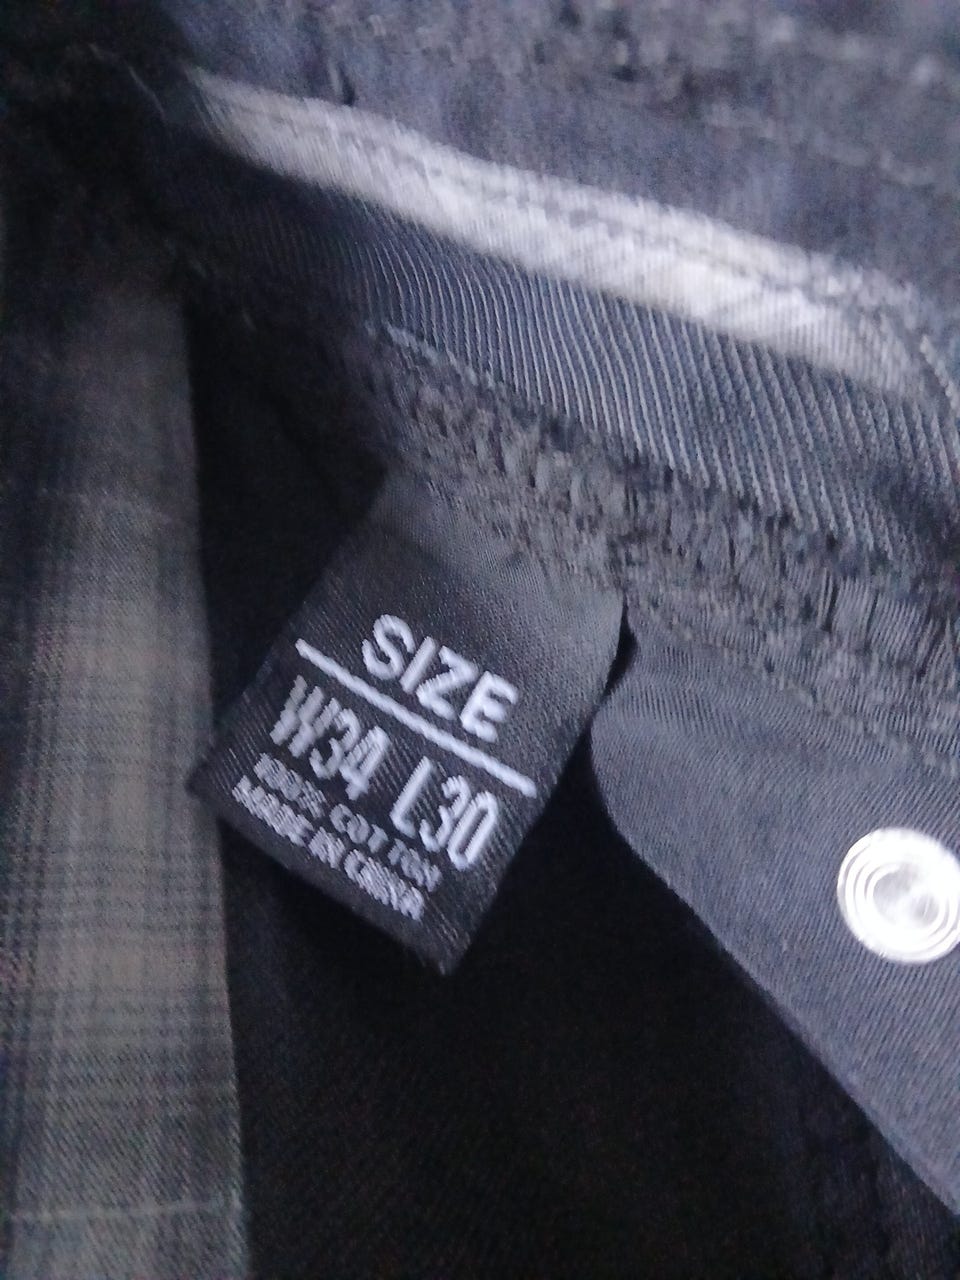 SIZE
W34 L30
100% COTTON
MADE IN CHINA